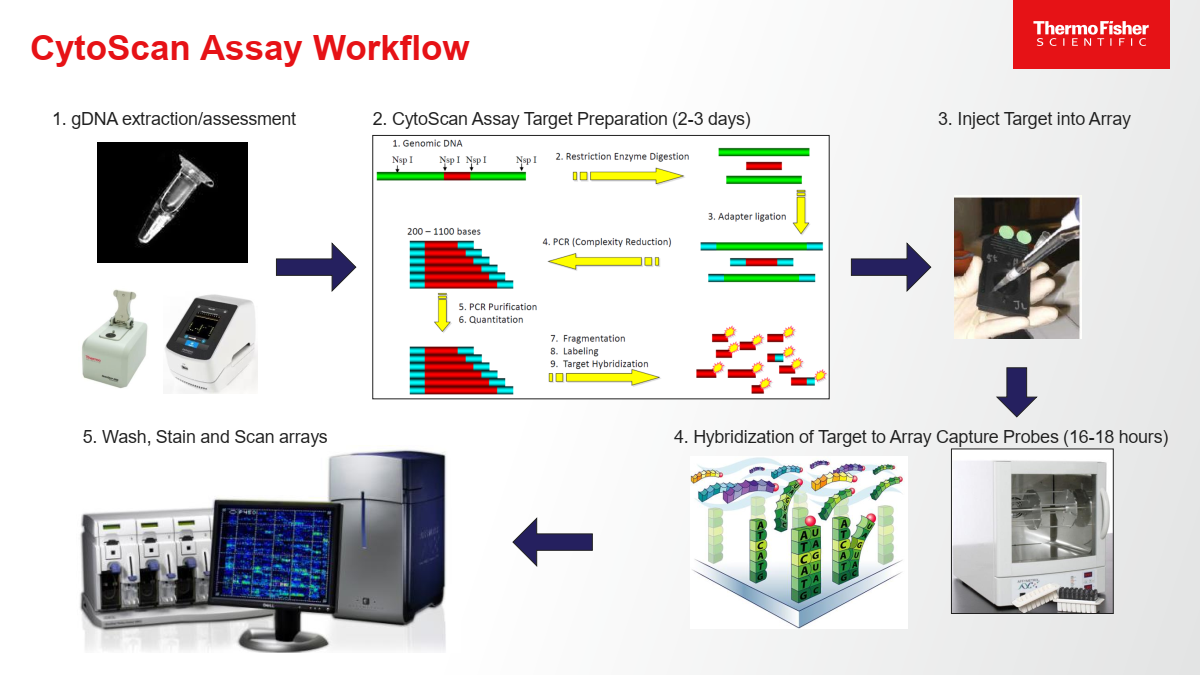 CytoScan Assay Workflow
ThermoFisher
SCIENTIFIC
1. gDNA extraction/assessment
2. CytoScan Assay Target Preparation (2-3 days)
3. Inject Target into Array
1. Genomic DNA
Nsp I
Nsp I
Nsp I
Nsp I
2. Restriction Enzyme Digestion
3. Adapter ligation
200 – 1100 bases
4. PCR (Complexity Reduction)
5. PCR Purification
6. Quantitation
7. Fragmentation
8. Labeling
9. Target Hybridization
5. Wash, Stain and Scan arrays
4. Hybridization of Target to Array Capture Probes (16-18 hours)
DELL